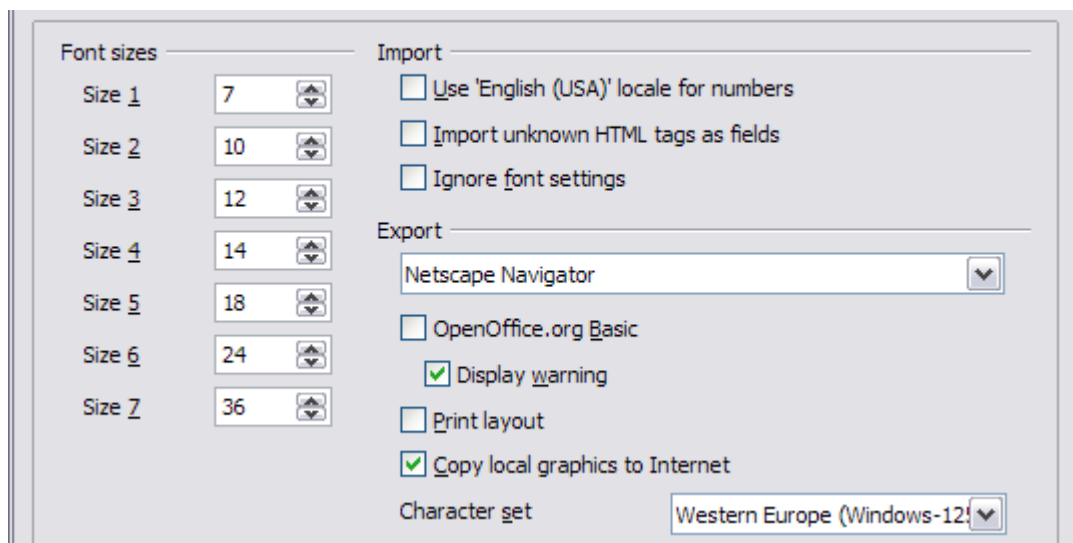 Font sizes
Size 1 7
Size 2 10
Size 3 12
Size 4 14
Size 5 18
Size 6 24
Size 7 36
Import
Use 'English (USA)' locale for numbers
Import unknown HTML tags as fields
Ignore font settings
Export
Netscape Navigator
OpenOffice.org Basic
Display warning
Print layout
Copy local graphics to Internet
Character set
Western Europe (Windows-125